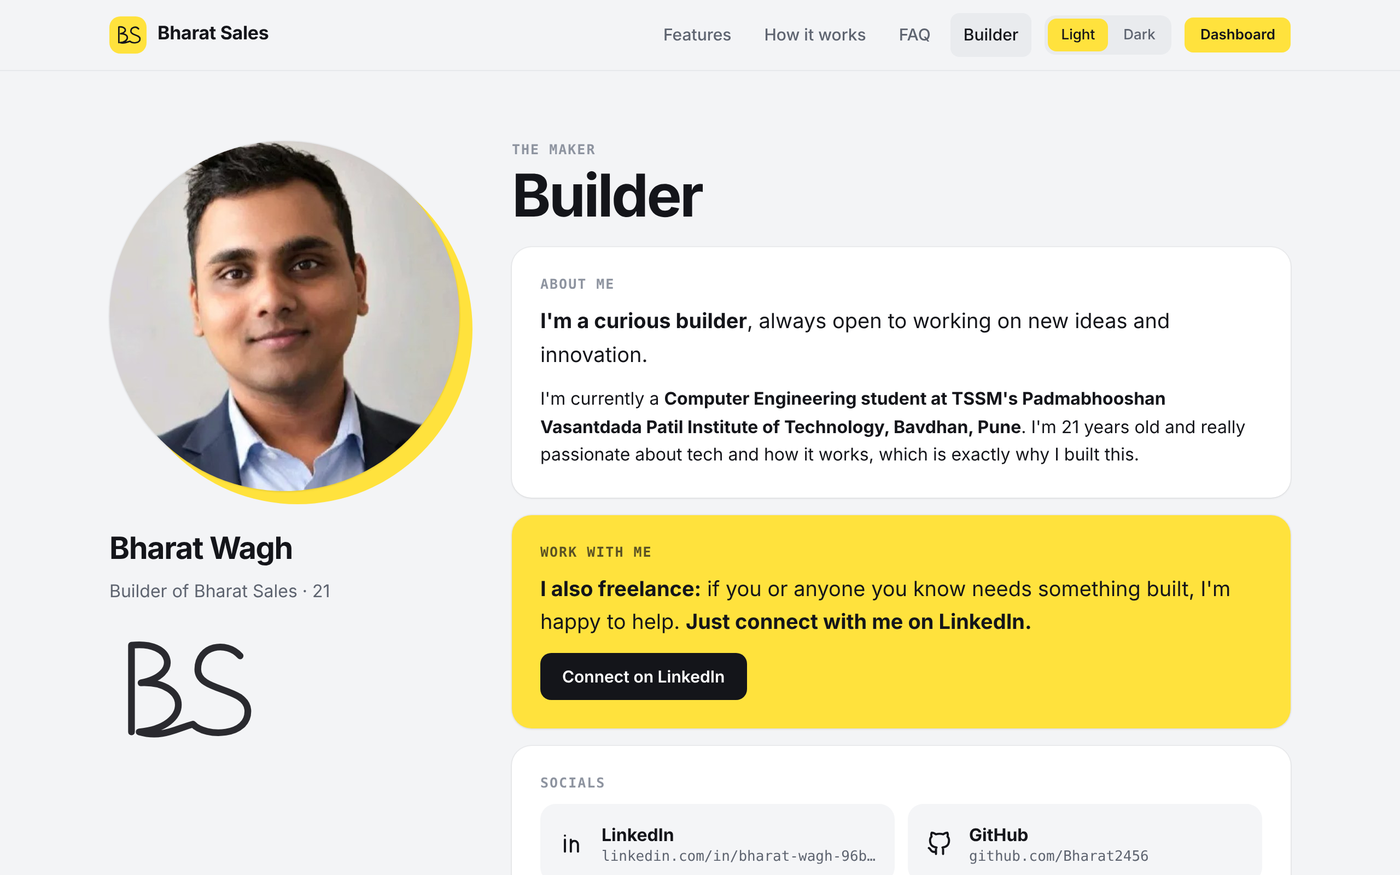 BS
Bharat Sales
Features
How it works
FAQ
Builder
Light
Dark
Dashboard
Bharat Wagh
Builder of Bharat Sales · 21
BS
THE MAKER
Builder
ABOUT ME
I'm a curious builder, always open to working on new ideas and
innovation.
I'm currently a Computer Engineering student at TSSM's Padmabhooshan
Vasantdada Patil Institute of Technology, Bavdhan, Pune. I'm 21 years old and really
passionate about tech and how it works, which is exactly why I built this.
WORK WITH ME
I also freelance: if you or anyone you know needs something built, I'm
happy to help. Just connect with me on LinkedIn.
Connect on LinkedIn
SOCIALS
in
LinkedIn
linkedin.com/in/bharat-wagh-96b…
GitHub
github.com/Bharat2456